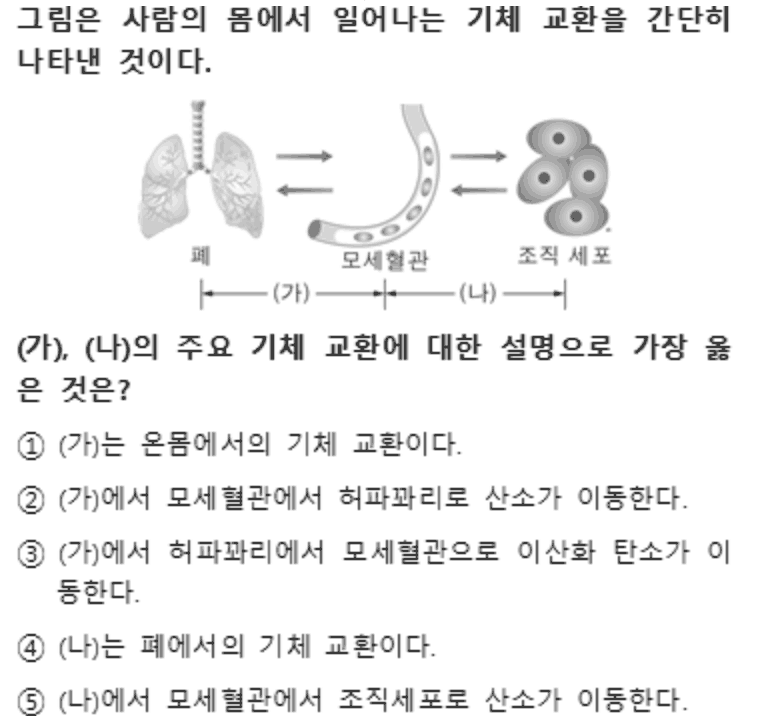 그림은 사람의 몸에서 일어나는 기체 교환을 간단히
나타낸 것이다.
폐
모세혈관
조직 세포
(가)
(나)
(가), (나)의 주요 기체 교환에 대한 설명으로 가장 옳
은 것은?
① (가)는 온몸에서의 기체 교환이다.
② (가)에서 모세혈관에서 허파꽈리로 산소가 이동한다.
③ (가)에서 허파꽈리에서 모세혈관으로 이산화 탄소가 이
동한다.
④ (나)는 폐에서의 기체 교환이다.
⑤ (나)에서 모세혈관에서 조직세포로 산소가 이동한다.